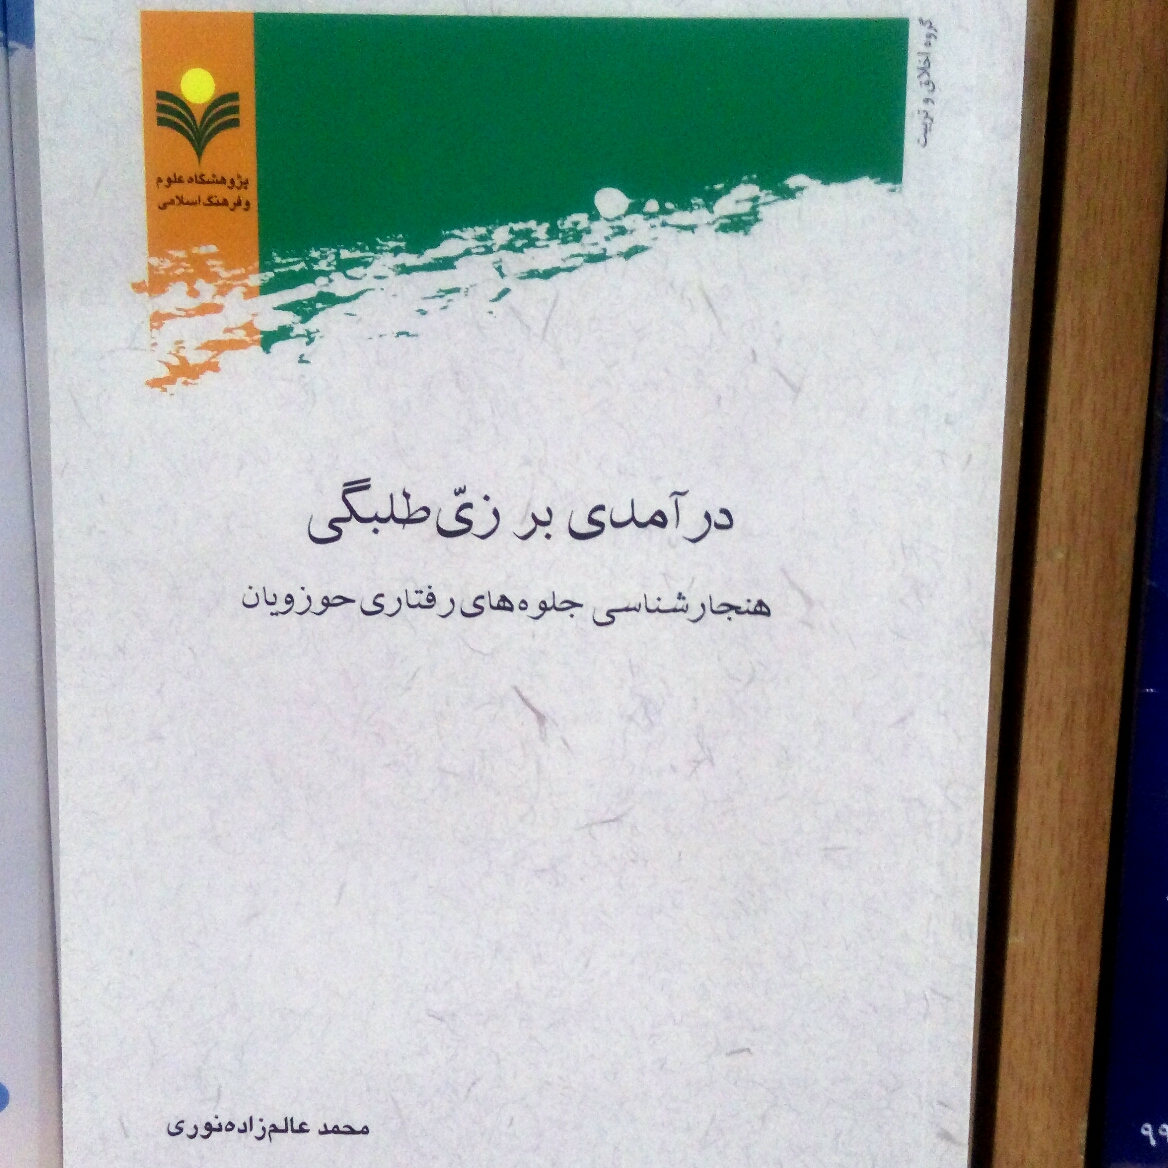 گروه اخلاق و تربیت
پژوهشگاه علوم
و فرهنگ اسلامی
درآمدی بر زیّ طلبگی
هنجارشناسی جلوه‌های رفتاری حوزویان
محمد عالم‌زاده‌نوری
۹۹